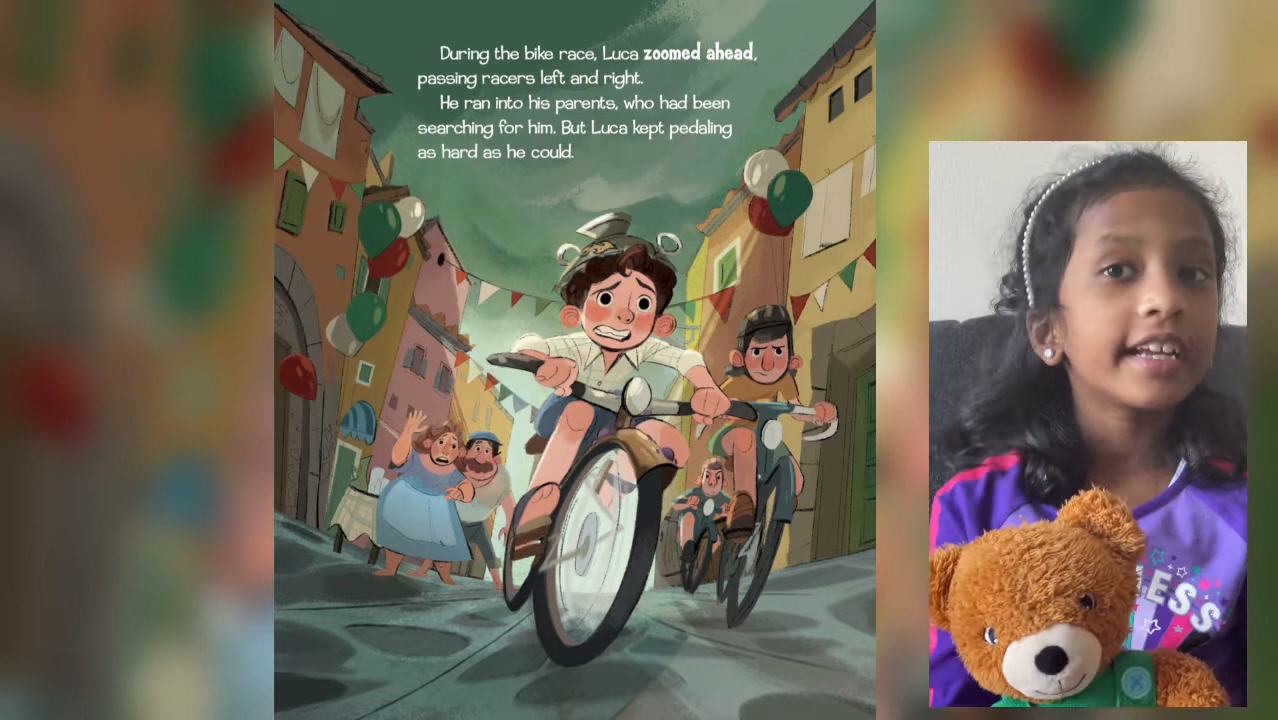 During the bike race, Luca zoomed ahead,
passing racers left and right.
He ran into his parents, who had been
searching for him. But Luca kept pedaling
as hard as he could.